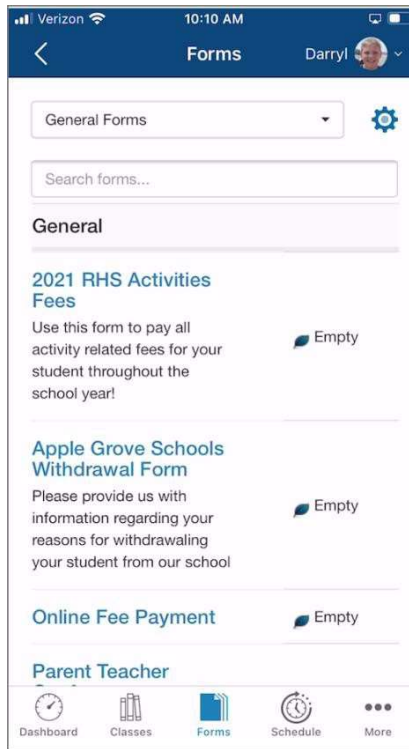 Verizon 10:10 AM
Forms Darryl
General Forms
Search forms...
General
2021 RHS Activities
Fees
Use this form to pay all
activity related fees for your
student throughout the
school year!
Empty
Apple Grove Schools
Withdrawal Form
Please provide us with
information regarding your
reasons for withdrawaling
your student from our school
Empty
Online Fee Payment Empty
Parent Teacher
Dashboard Classes Forms Schedule More